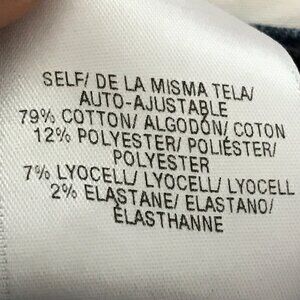 SELF/ DE LA MISMA TELA/
AUTO-AJUSTABLE
79% COTTON/ ALGODÓN/ COTON
12% POLYESTER/ POLIÉSTER/
POLYESTER
7% LYOCELL/ LYOCELL/ LYOCELL
2% ELASTANE/ ELASTANO/
ÉLASTHANNE